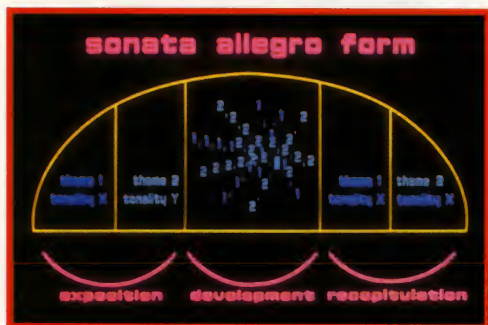 sonata allegro form
theme 1
tonality X
theme 2
tonality Y
theme 1
tonality X
theme 2
tonality X
exposition
development
recapitulation